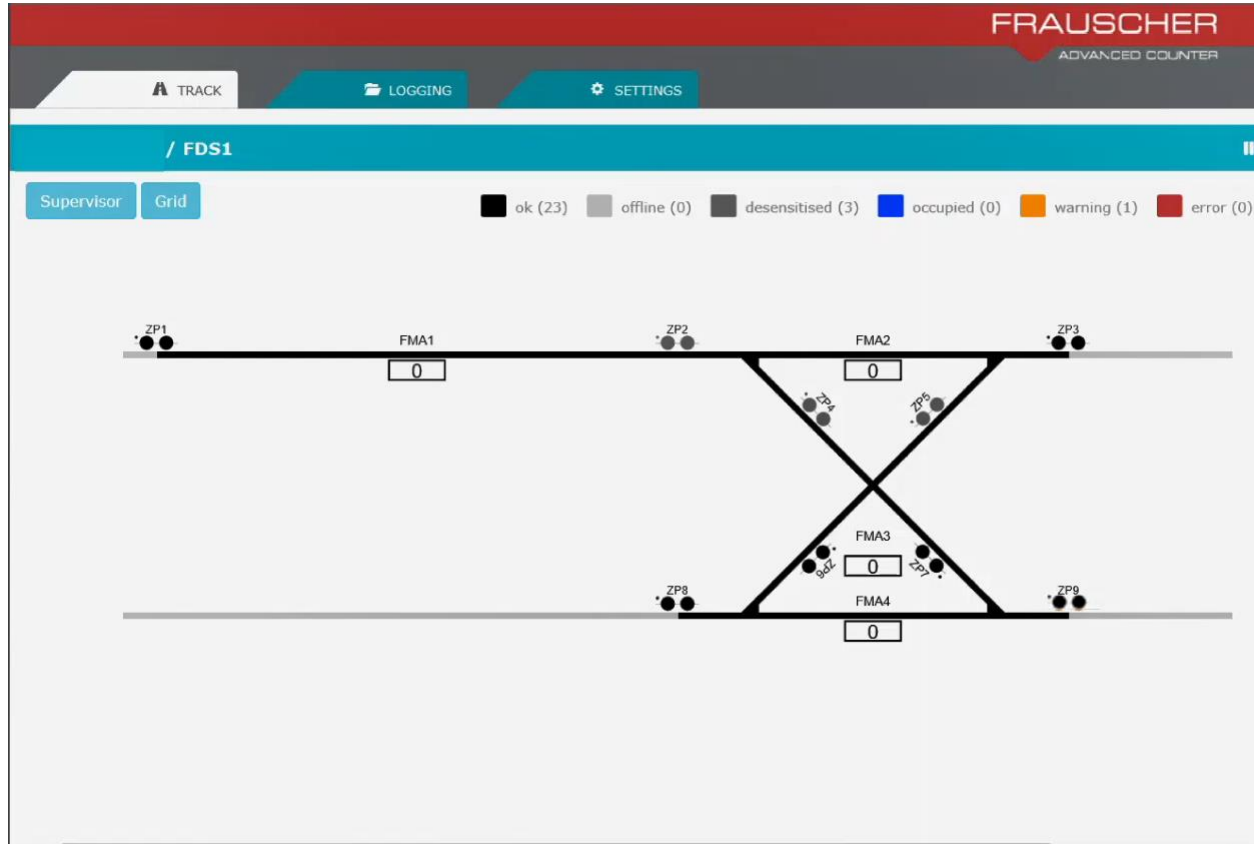 FRAUSCHER
ADVANCED COUNTER
TRACK LOGGING SETTINGS
/ FDS1
Supervisor Grid ok (23) offline (0) desensitised (3) occupied (0) warning (1) error (0)
ZP1 FMA1 ZP2 FMA2 ZP3
0 0
ZP4 ZP5
FMA3
ZP6 0 ZP7
ZP8 FMA4 ZP9
0